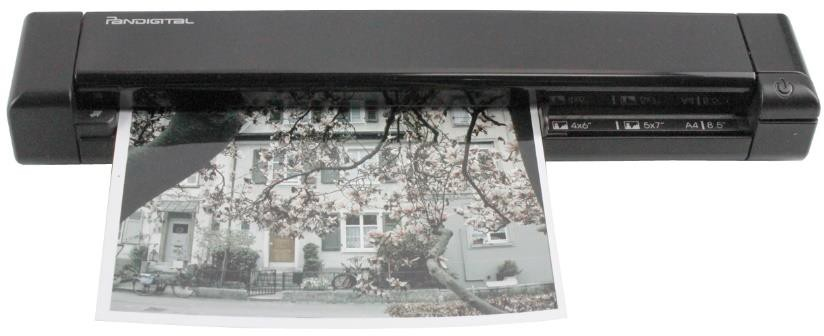 PANDIGITAL
4x6" | 5x7" A4 | 8.5"